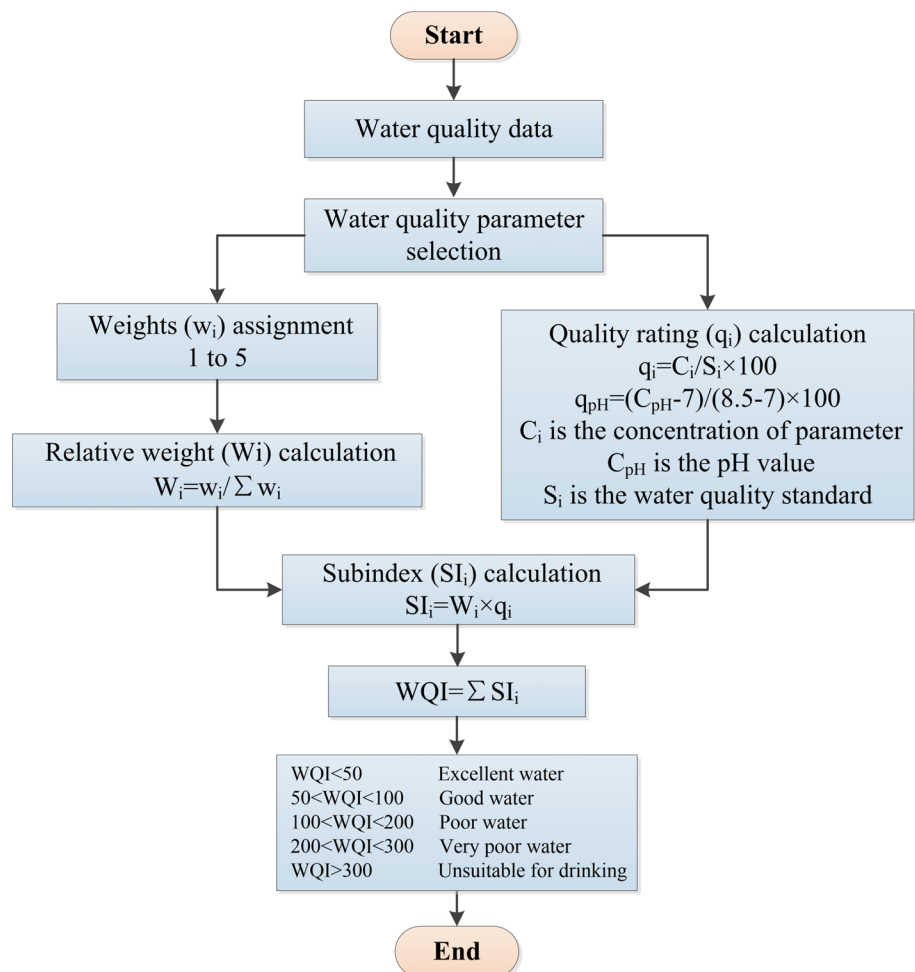 Start
Water quality data
Water quality parameter
selection
Weights (wᵢ) assignment
1 to 5
Relative weight (Wi) calculation
Wᵢ=wᵢ/∑ wᵢ
Quality rating (qᵢ) calculation
qᵢ=Cᵢ/Sᵢ×100
q_pH=(C_pH-7)/(8.5-7)×100
Cᵢ is the concentration of parameter
C_pH is the pH value
Sᵢ is the water quality standard
Subindex (SIᵢ) calculation
SIᵢ=Wᵢ×qᵢ
WQI=∑ SIᵢ
WQI<50 Excellent water
50<WQI<100 Good water
100<WQI<200 Poor water
200<WQI<300 Very poor water
WQI>300 Unsuitable for drinking
End